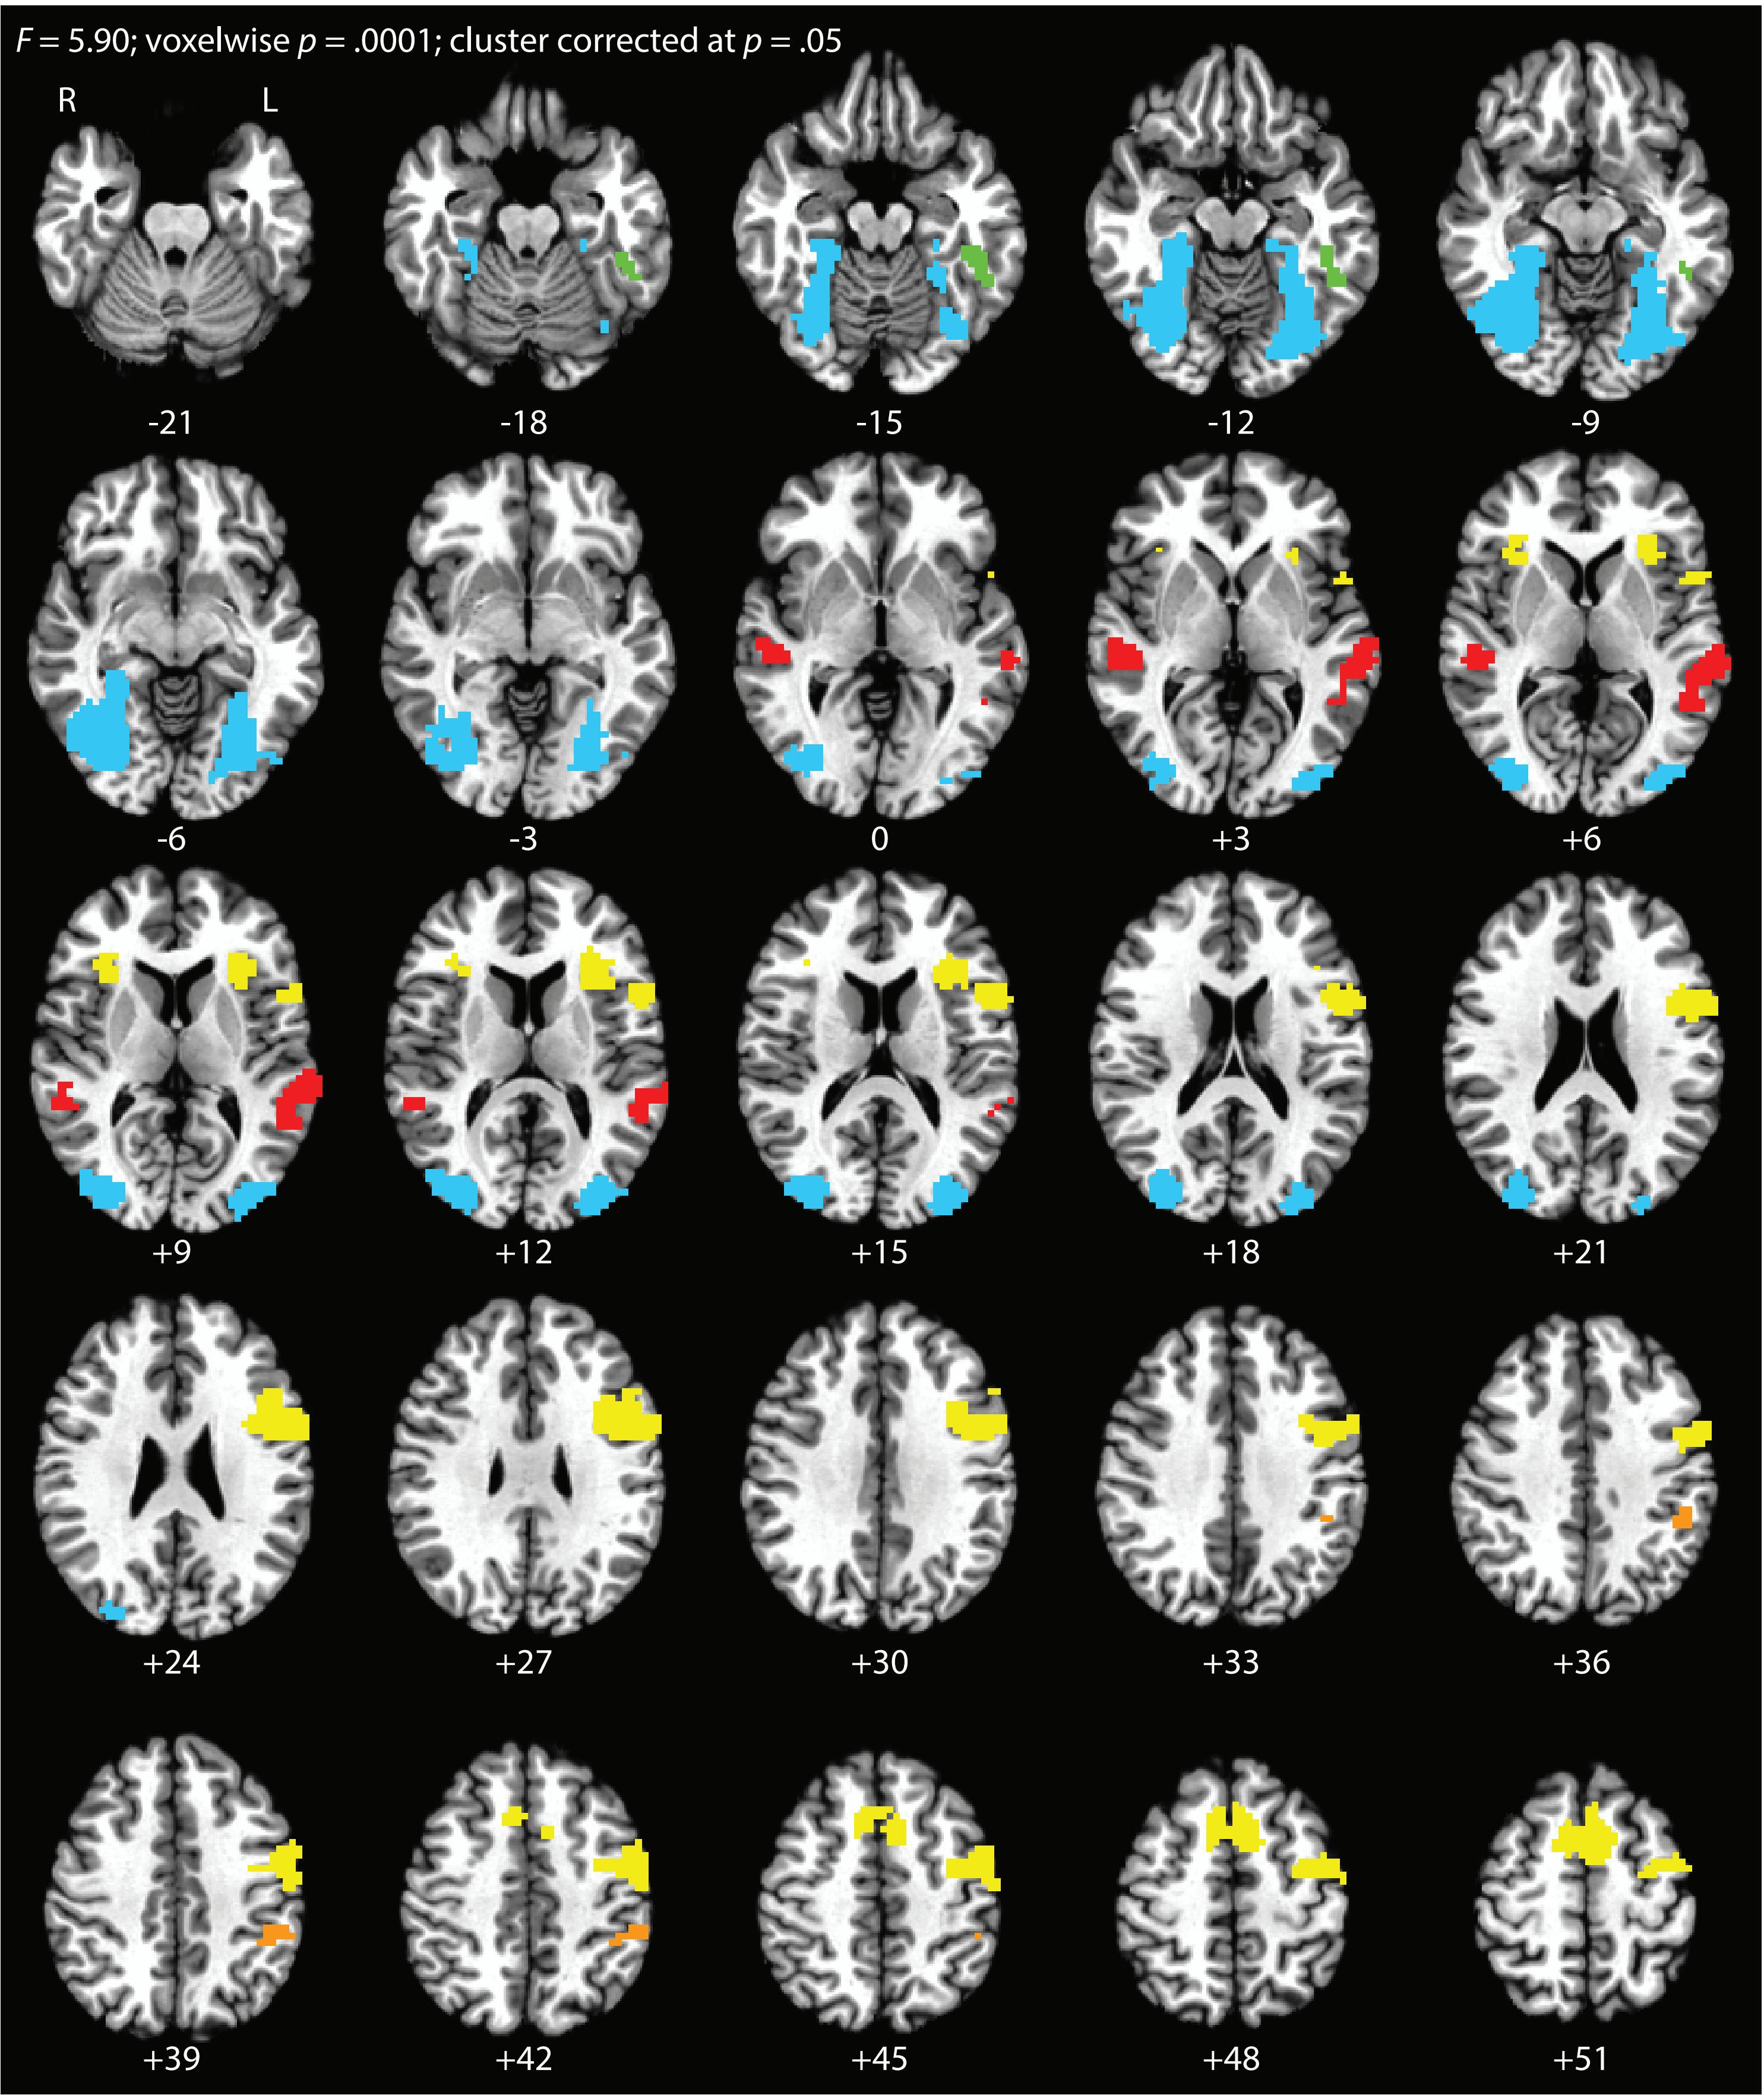 F = 5.90; voxelwise p = .0001; cluster corrected at p = .05
R L
-21 -18 -15 -12 -9
-6 -3 0 +3 +6
+9 +12 +15 +18 +21
+24 +27 +30 +33 +36
+39 +42 +45 +48 +51